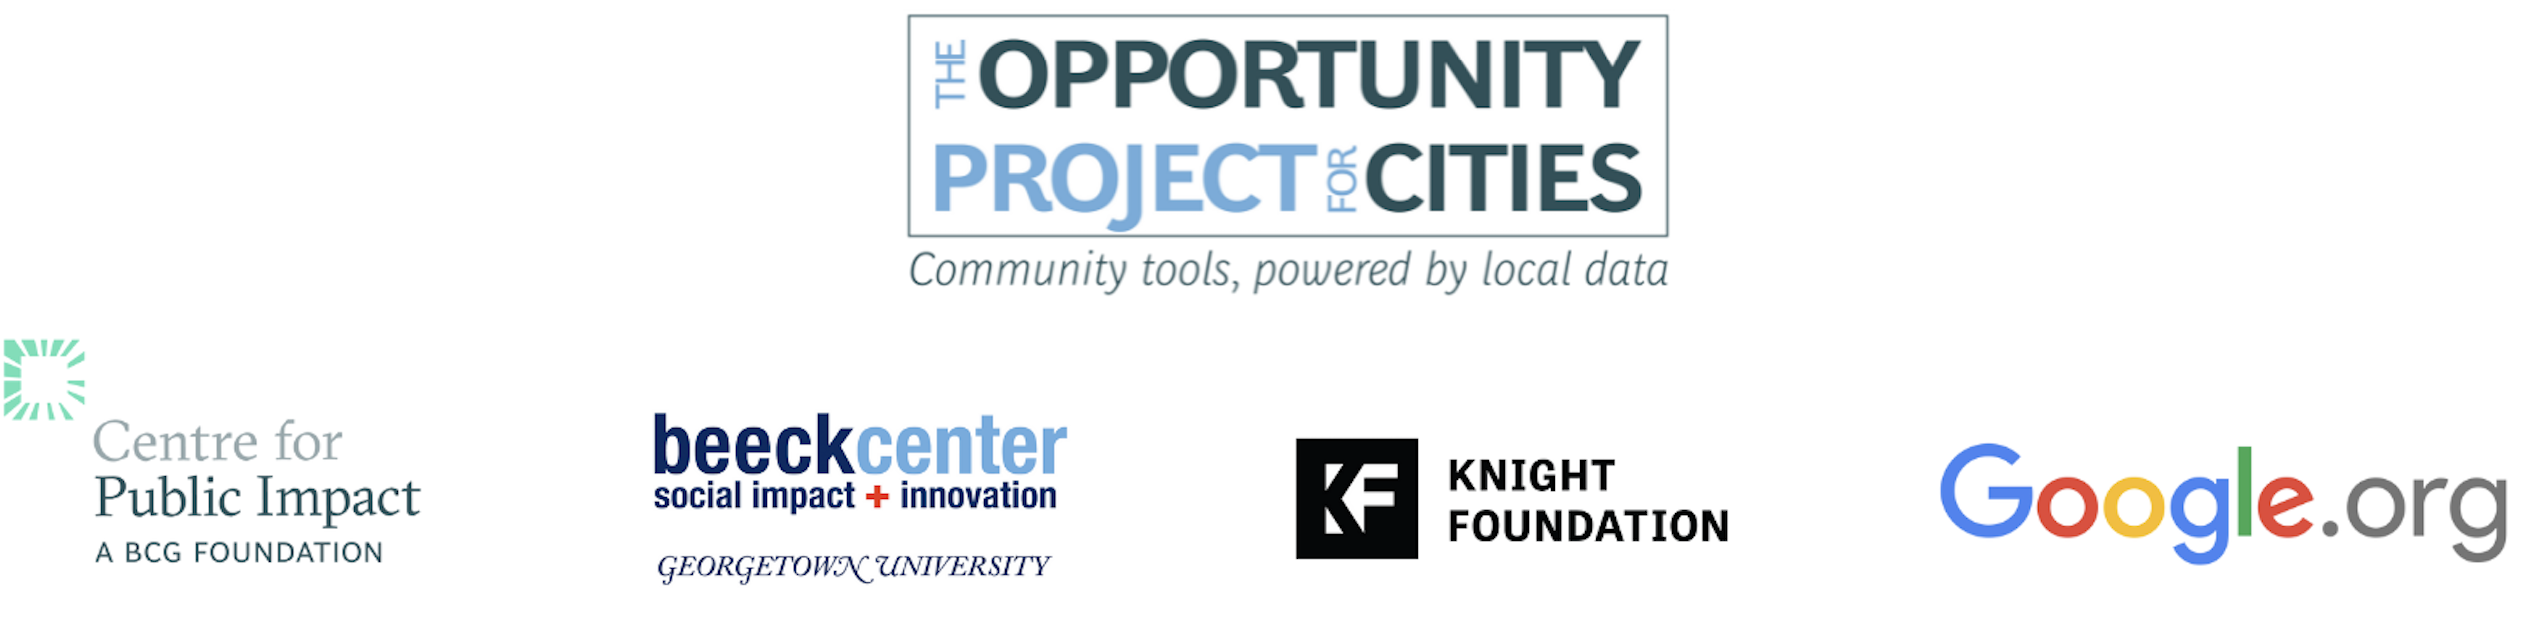 THE OPPORTUNITY
PROJECT FOR CITIES
Community tools, powered by local data
Centre for
Public Impact
A BCG FOUNDATION
beeckcenter
social impact + innovation
GEORGETOWN UNIVERSITY
KF
KNIGHT
FOUNDATION
Google.org